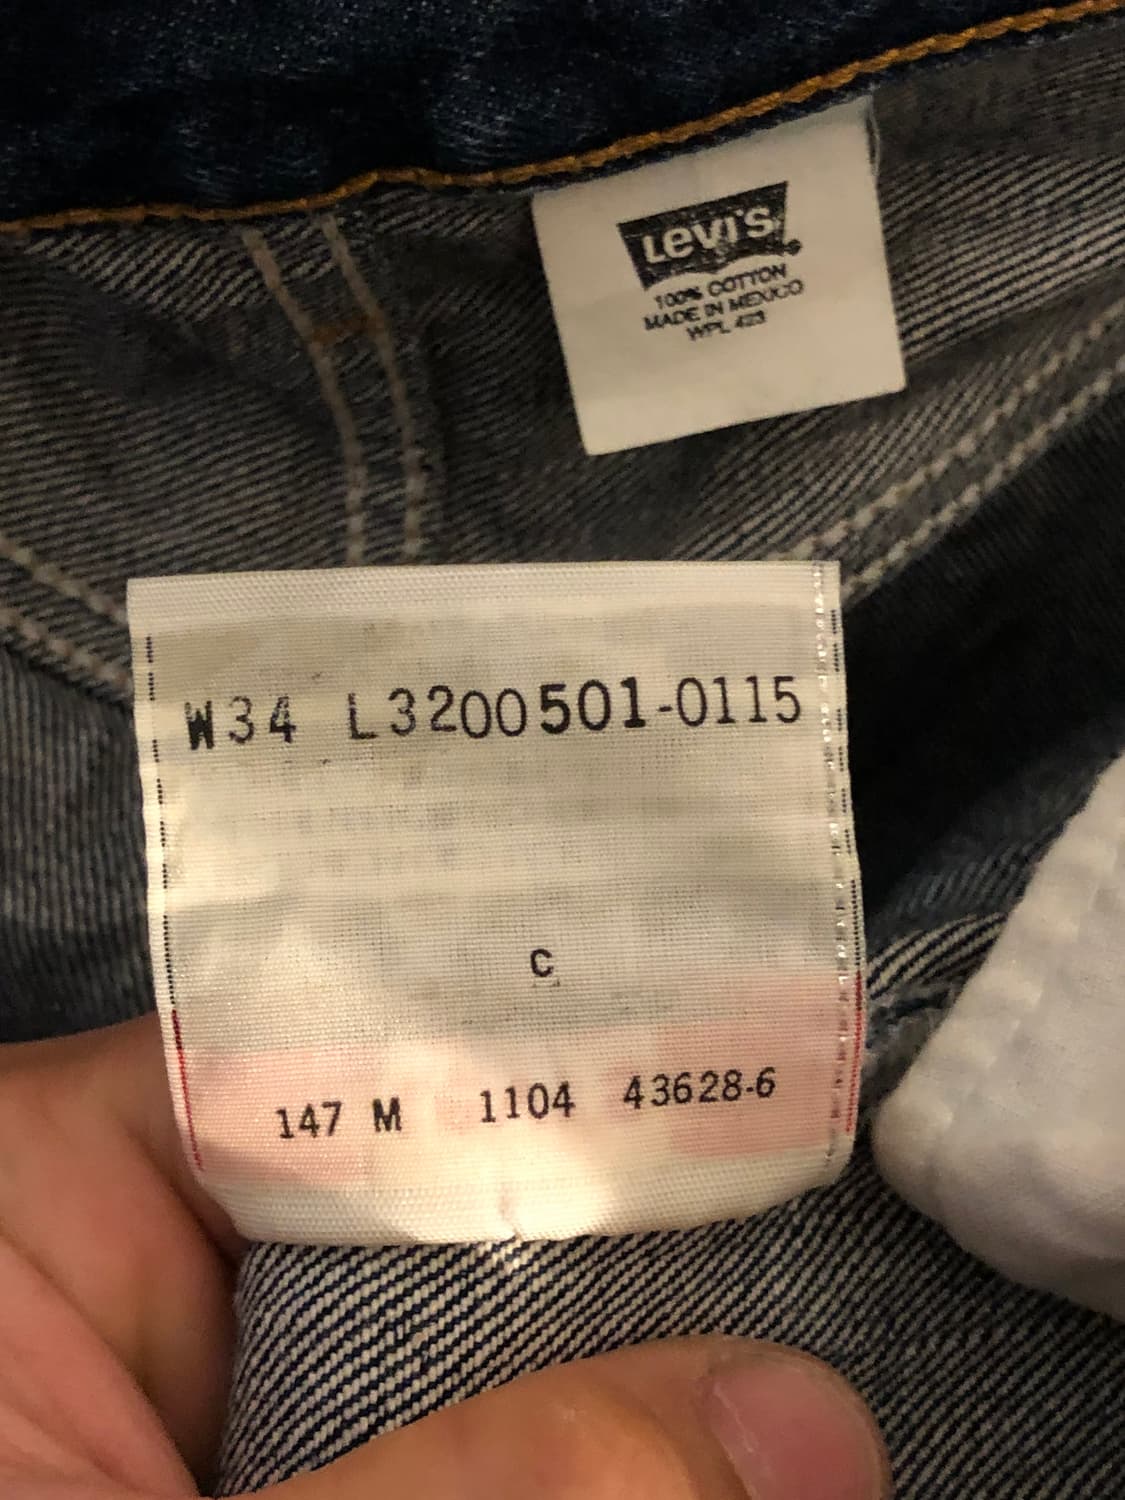 Levi's
100% COTTON
MADE IN MEXICO
WPL 423
W34 L3200501-0115
C
147 M 1104 43628-6